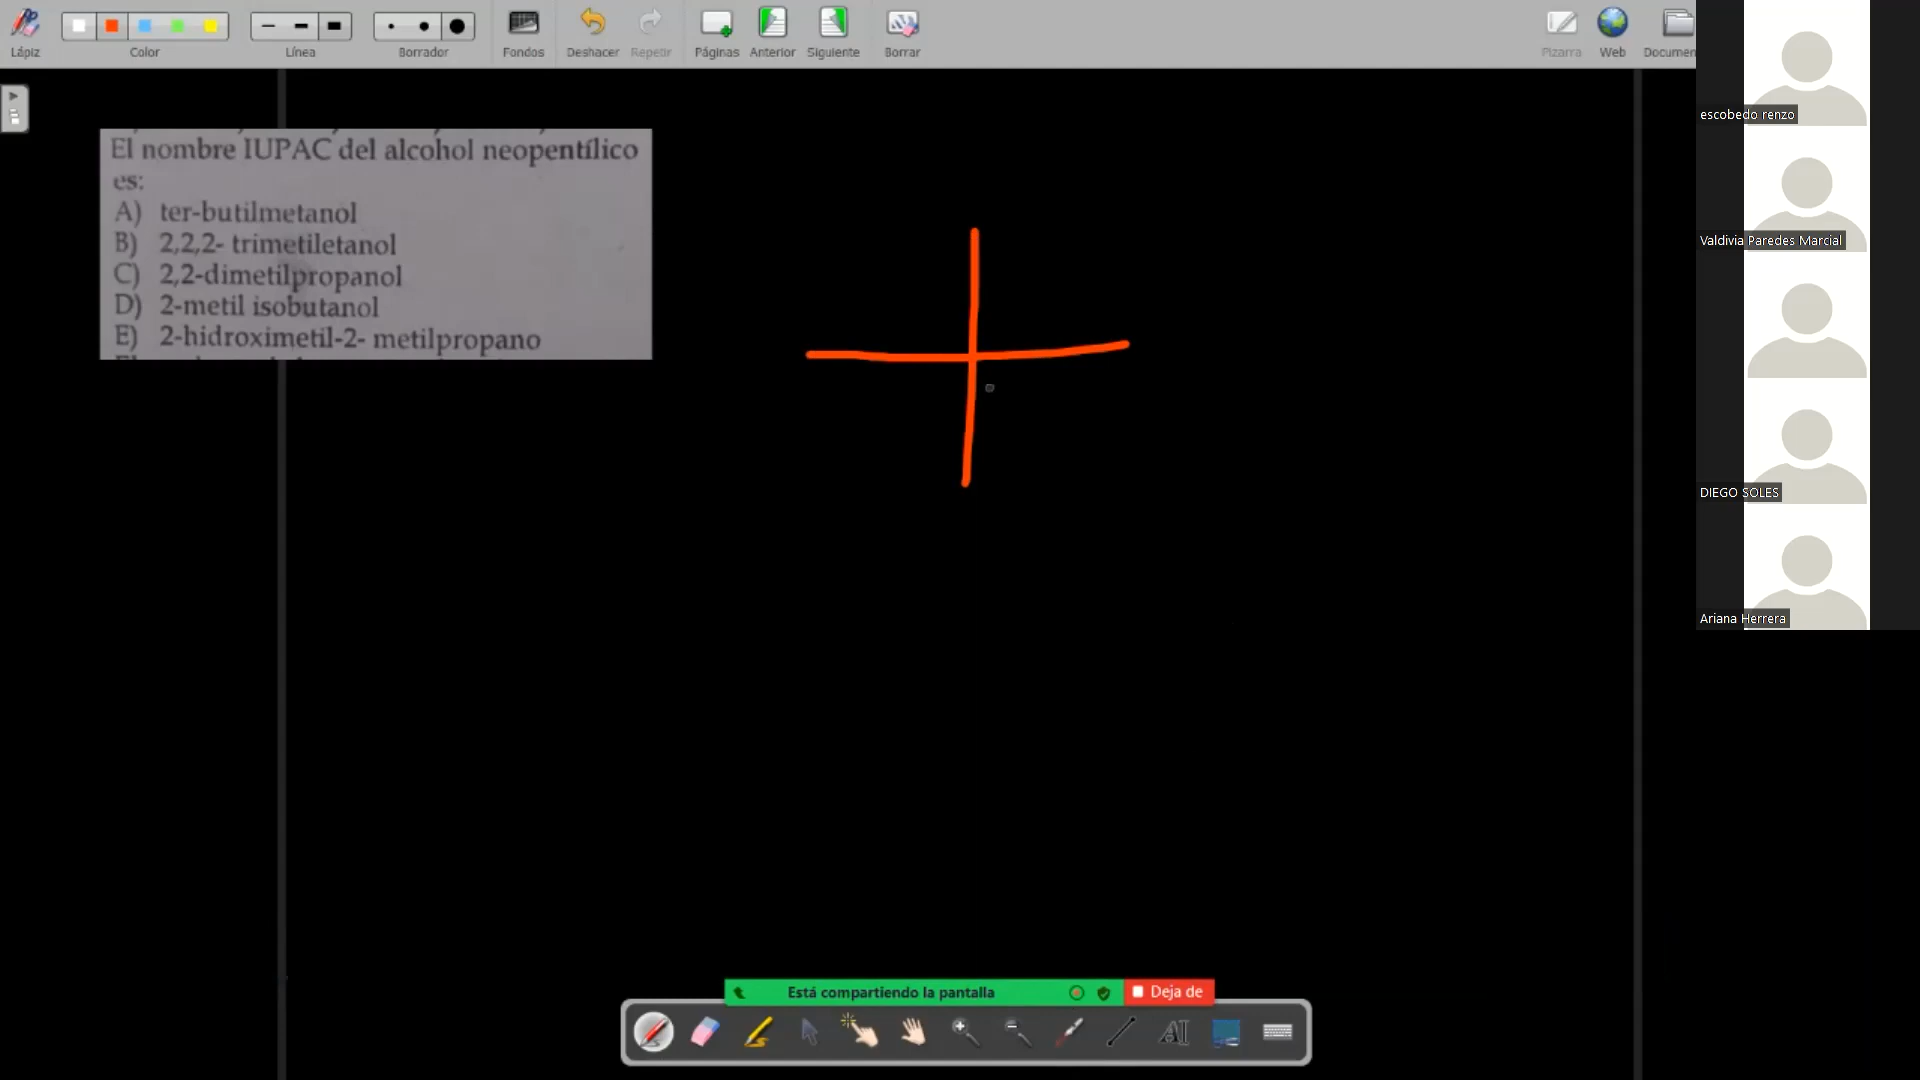 Lápiz
Color
Línea
Borrador
Fondos
Deshacer
Repetir
Páginas
Anterior
Siguiente
Borrar
Pizarra
Web
Documen
El nombre IUPAC del alcohol neopentílico
es:
A) ter-butilmetanol
B) 2,2,2- trimetiletanol
C) 2,2-dimetilpropanol
D) 2-metil isobutanol
E) 2-hidroximetil-2- metilpropano
escobedo renzo
Valdivia Paredes Marcial
DIEGO SOLES
Ariana Herrera
Está compartiendo la pantalla
Deja de
AI